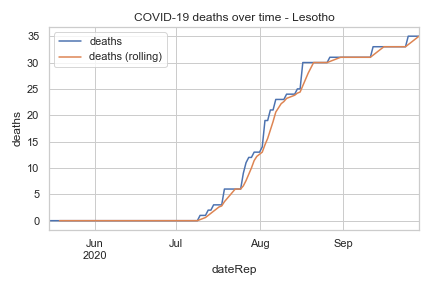 COVID-19 deaths over time - Lesotho
deaths
deaths (rolling)
35
30
25
20
15
10
5
0
deaths
Jun
2020
Jul
Aug
Sep
dateRep